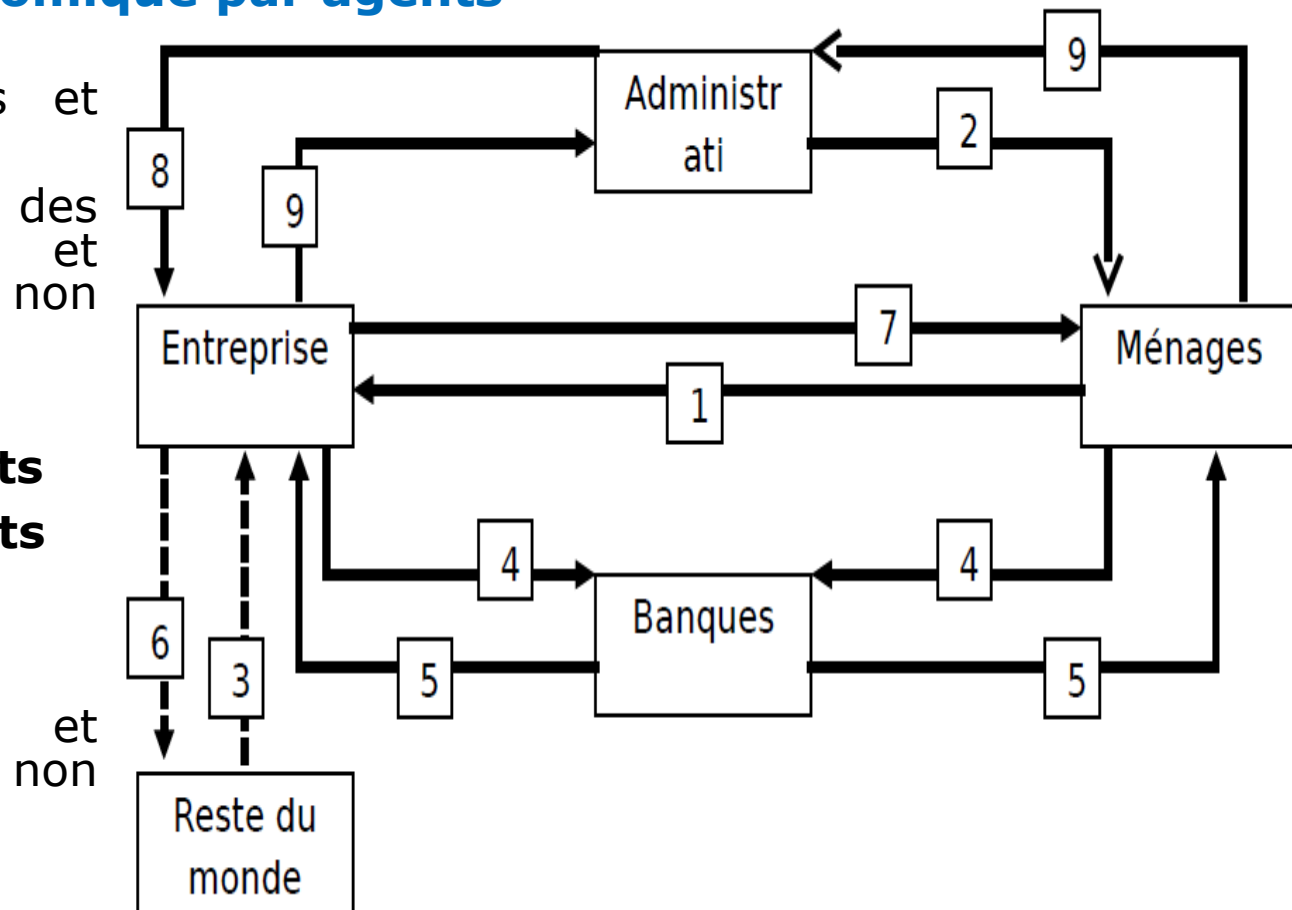 omique par agents
s et
des
et
non
ts
ts
et
non
Administr
ati
9
2
8
9
Entreprise
7
Ménages
1
4
4
Banques
6
3
5
5
Reste du
monde